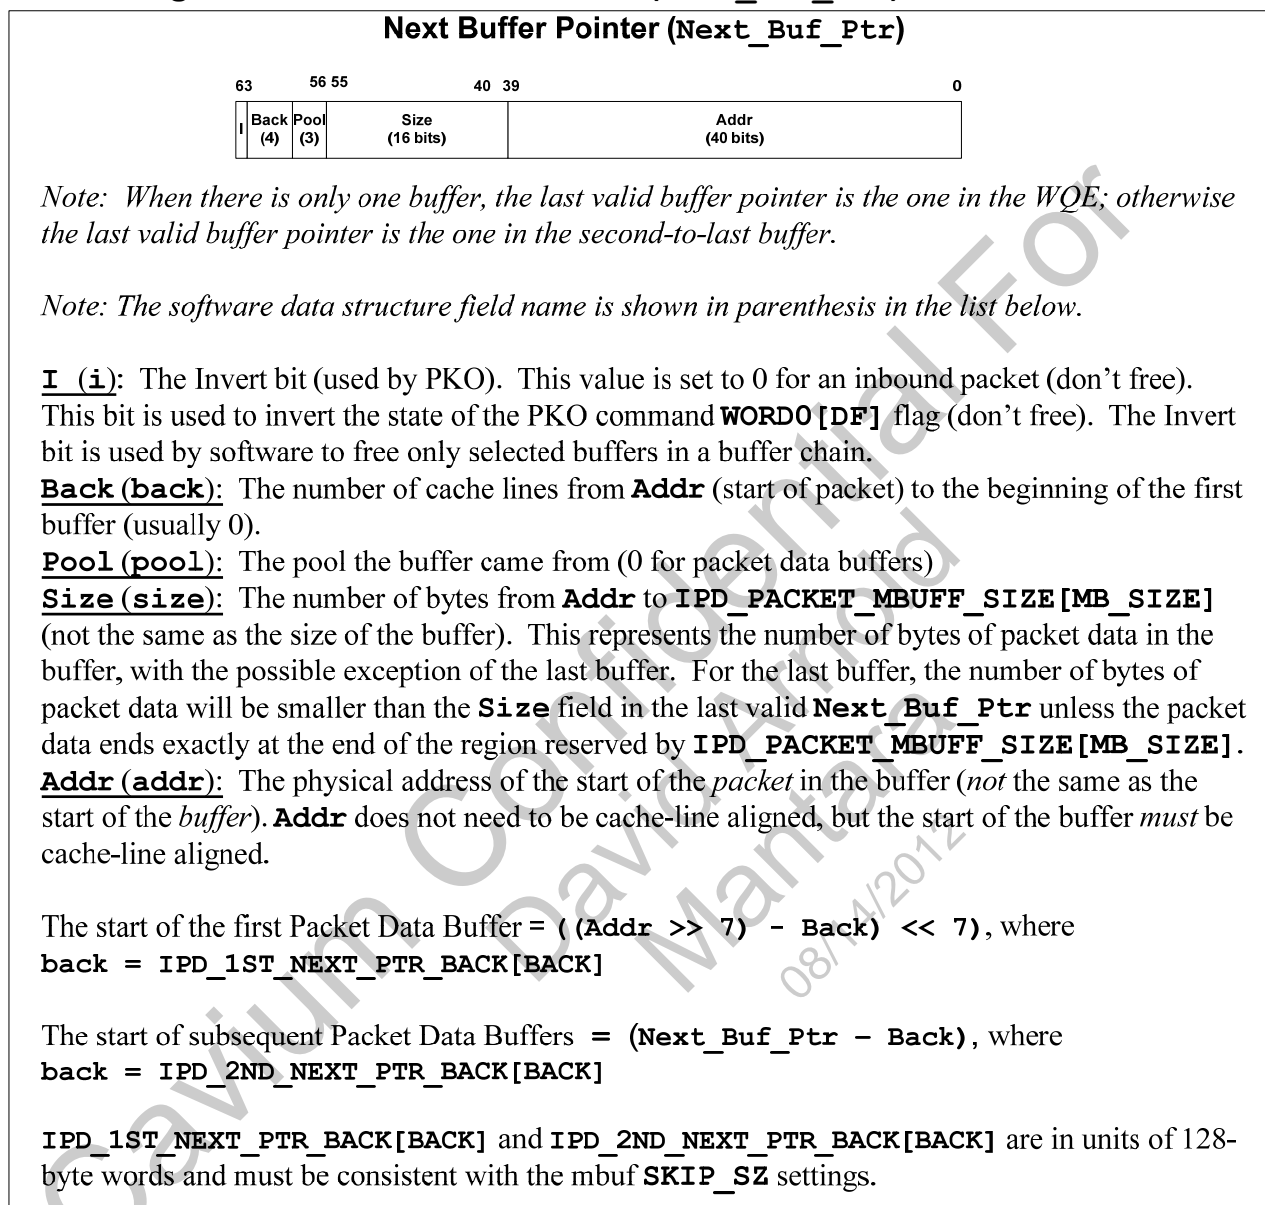 Next Buffer Pointer (Next_Buf_Ptr)
63 56 55 40 39 0
I Back (4) Pool (3) Size (16 bits) Addr (40 bits)
Note: When there is only one buffer, the last valid buffer pointer is the one in the WQE; otherwise
the last valid buffer pointer is the one in the second-to-last buffer.
Note: The software data structure field name is shown in parenthesis in the list below.
I (i): The Invert bit (used by PKO). This value is set to 0 for an inbound packet (don't free).
This bit is used to invert the state of the PKO command WORD0[DF] flag (don't free). The Invert
bit is used by software to free only selected buffers in a buffer chain.
Back (back): The number of cache lines from Addr (start of packet) to the beginning of the first
buffer (usually 0).
Pool (pool): The pool the buffer came from (0 for packet data buffers)
Size (size): The number of bytes from Addr to IPD_PACKET_MBUFF_SIZE[MB_SIZE]
(not the same as the size of the buffer). This represents the number of bytes of packet data in the
buffer, with the possible exception of the last buffer. For the last buffer, the number of bytes of
packet data will be smaller than the Size field in the last valid Next_Buf_Ptr unless the packet
data ends exactly at the end of the region reserved by IPD_PACKET_MBUFF_SIZE[MB_SIZE].
Addr (addr): The physical address of the start of the packet in the buffer (not the same as the
start of the buffer). Addr does not need to be cache-line aligned, but the start of the buffer must be
cache-line aligned.
The start of the first Packet Data Buffer = ((Addr >> 7) - Back) << 7), where
back = IPD_1ST_NEXT_PTR_BACK[BACK]
The start of subsequent Packet Data Buffers = (Next_Buf_Ptr – Back), where
back = IPD_2ND_NEXT_PTR_BACK[BACK]
IPD_1ST_NEXT_PTR_BACK[BACK] and IPD_2ND_NEXT_PTR_BACK[BACK] are in units of 128-
byte words and must be consistent with the mbuf SKIP_SZ settings.
Cavium Confidential For
David Arnold
Mantara
08/14/2012